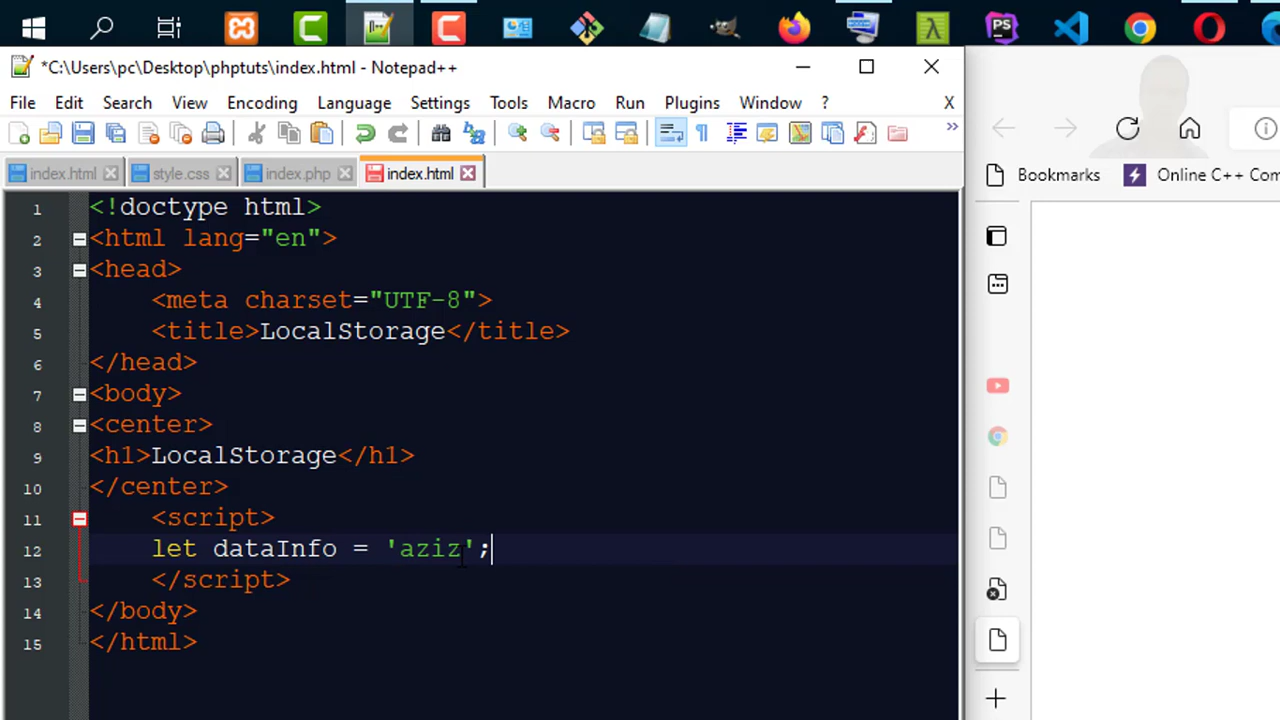 PS
*C:\Users\pc\Desktop\phptuts\index.html - Notepad++
File Edit Search View Encoding Language Settings Tools Macro Run Plugins Window ? X
index.html style.css index.php index.html
Bookmarks Online C++ Com
1 <!doctype html>
2 <html lang="en">
3 <head>
4 <meta charset="UTF-8">
5 <title>LocalStorage</title>
6 </head>
7 <body>
8 <center>
9 <h1>LocalStorage</h1>
10 </center>
11 <script>
12 let dataInfo = 'aziz';
13 </script>
14 </body>
15 </html>